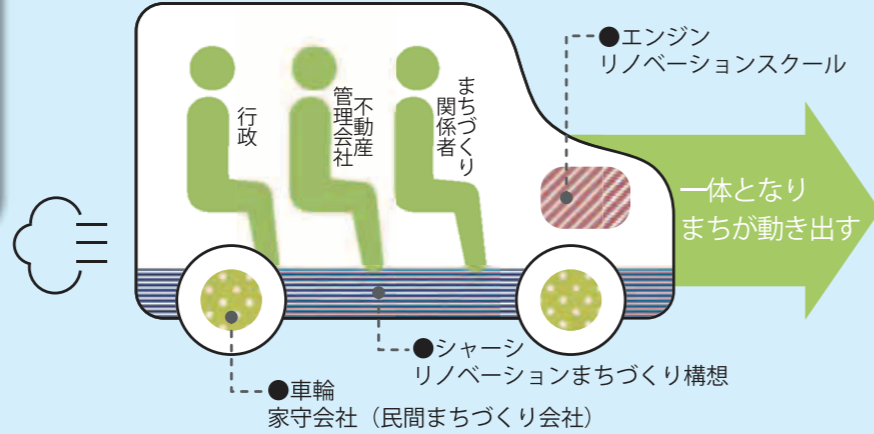 ●エンジン
リノベーションスクール
まちづくり
関係者
不動産
管理会社
行政
一体となり
まちが動き出す
●シャーシ
リノベーションまちづくり構想
●車輪
家守会社（民間まちづくり会社）